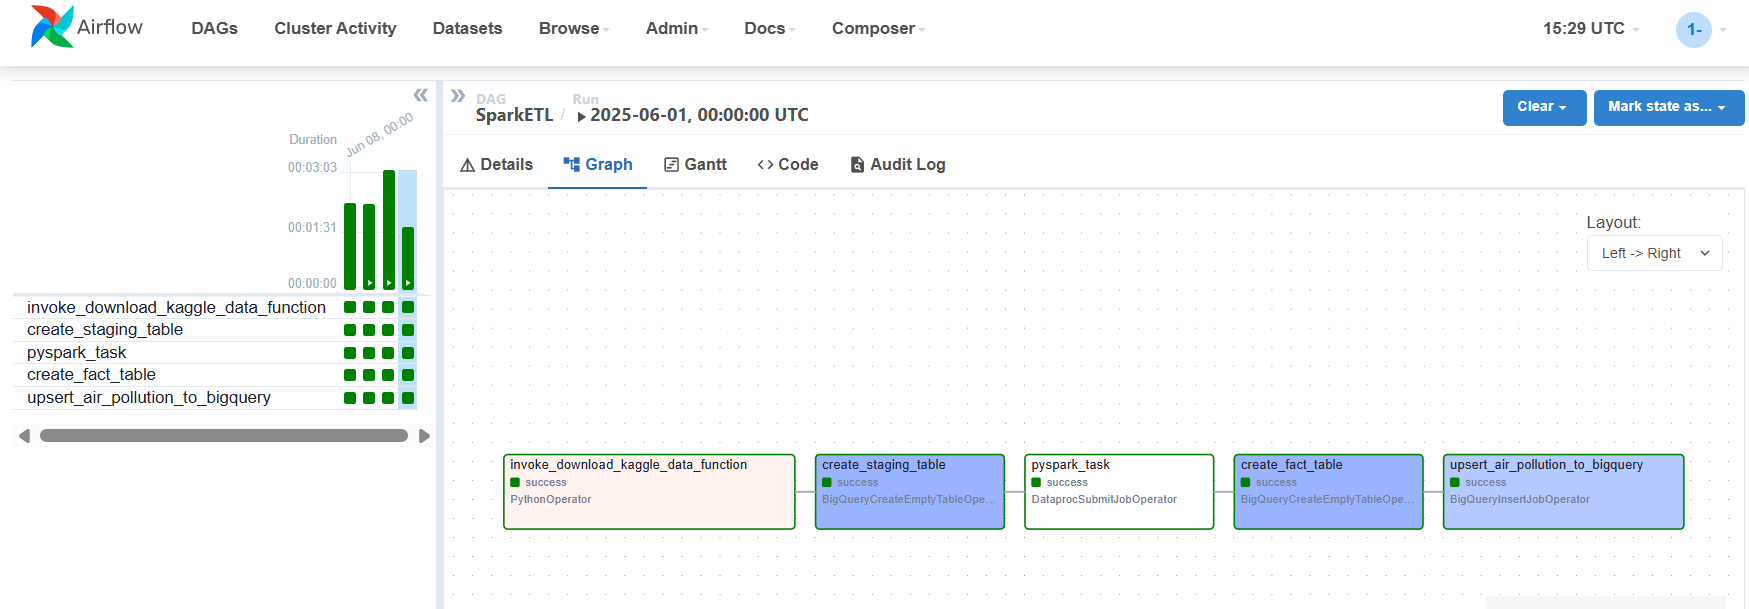 Airflow
DAGs
Cluster Activity
Datasets
Browse
Admin
Docs
Composer
15:29 UTC
1-
DAG
SparkETL
/
Run
2025-06-01, 00:00:00 UTC
Clear
Mark state as...
Duration
Jun 08, 00:00
00:03:03
00:01:31
00:00:00
invoke_download_kaggle_data_function
create_staging_table
pyspark_task
create_fact_table
upsert_air_pollution_to_bigquery
Details
Graph
Gantt
Code
Audit Log
Layout:
Left -> Right
invoke_download_kaggle_data_function
success
PythonOperator
create_staging_table
success
BigQueryCreateEmptyTableOpe...
pyspark_task
success
DataprocSubmitJobOperator
create_fact_table
success
BigQueryCreateEmptyTableOpe...
upsert_air_pollution_to_bigquery
success
BigQueryInsertJobOperator